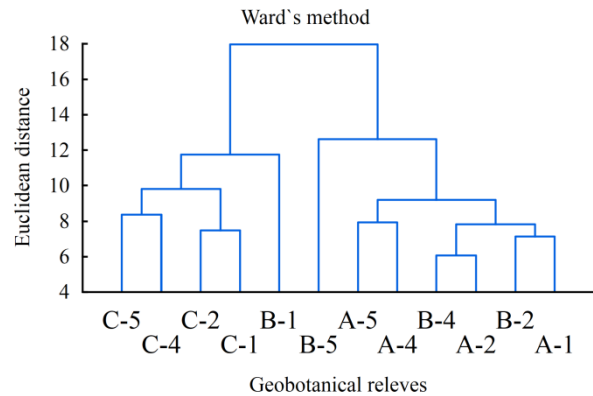 Ward`s method
Euclidean distance
18
16
14
12
10
8
6
4
C-5 C-2 B-1 A-5 B-4 B-2
C-4 C-1 B-5 A-4 A-2 A-1
Geobotanical releves